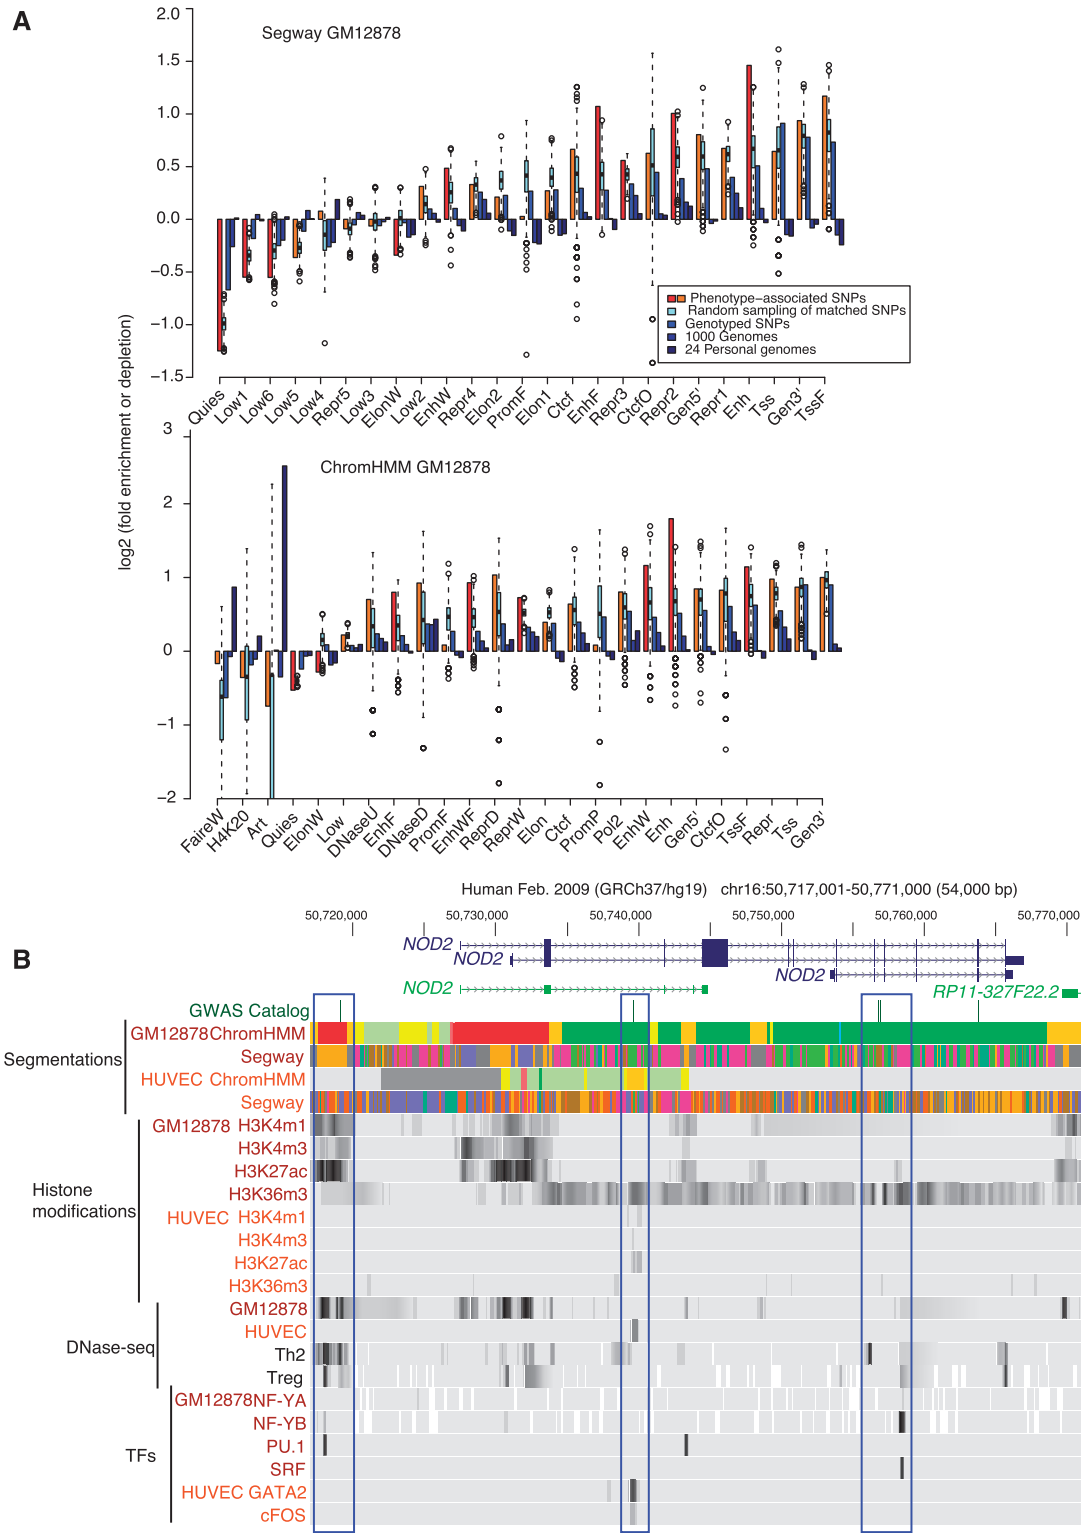 A
Segway GM12878
2.0
1.5
1.0
0.5
0.0
−0.5
−1.0
−1.5
Phenotype−associated SNPs
Random sampling of matched SNPs
Genotyped SNPs
1000 Genomes
24 Personal genomes
Quies
Low1
Low6
Low5
Low4
Repr5
Low3
ElonW
Low2
EnhW
Repr4
Elon2
PromF
Elon1
Ctcf
EnhF
Repr3
CtcfO
Repr2
Gen5'
Repr1
Enh
Tss
Gen3'
TssF
log2 (fold enrichment or depletion)
ChromHMM GM12878
3
2
1
0
−1
−2
FaireW
H4K20
Art
Quies
ElonW
Low
DNaseU
EnhF
DNaseD
PromF
EnhWF
ReprD
ReprW
Elon
Ctcf
PromP
Pol2
EnhW
Enh
Gen5'
CtcfO
TssF
Repr
Tss
Gen3'
B
Human Feb. 2009 (GRCh37/hg19) chr16:50,717,001-50,771,000 (54,000 bp)
50,720,000 50,730,000 50,740,000 50,750,000 50,760,000 50,770,000
NOD2
NOD2
NOD2
NOD2
RP11-327F22.2
GWAS Catalog
Segmentations
GM12878ChromHMM
Segway
HUVEC ChromHMM
Segway
Histone
modifications
GM12878 H3K4m1
H3K4m3
H3K27ac
H3K36m3
HUVEC H3K4m1
H3K4m3
H3K27ac
H3K36m3
DNase-seq
GM12878
HUVEC
Th2
Treg
TFs
GM12878NF-YA
NF-YB
PU.1
SRF
HUVEC GATA2
cFOS